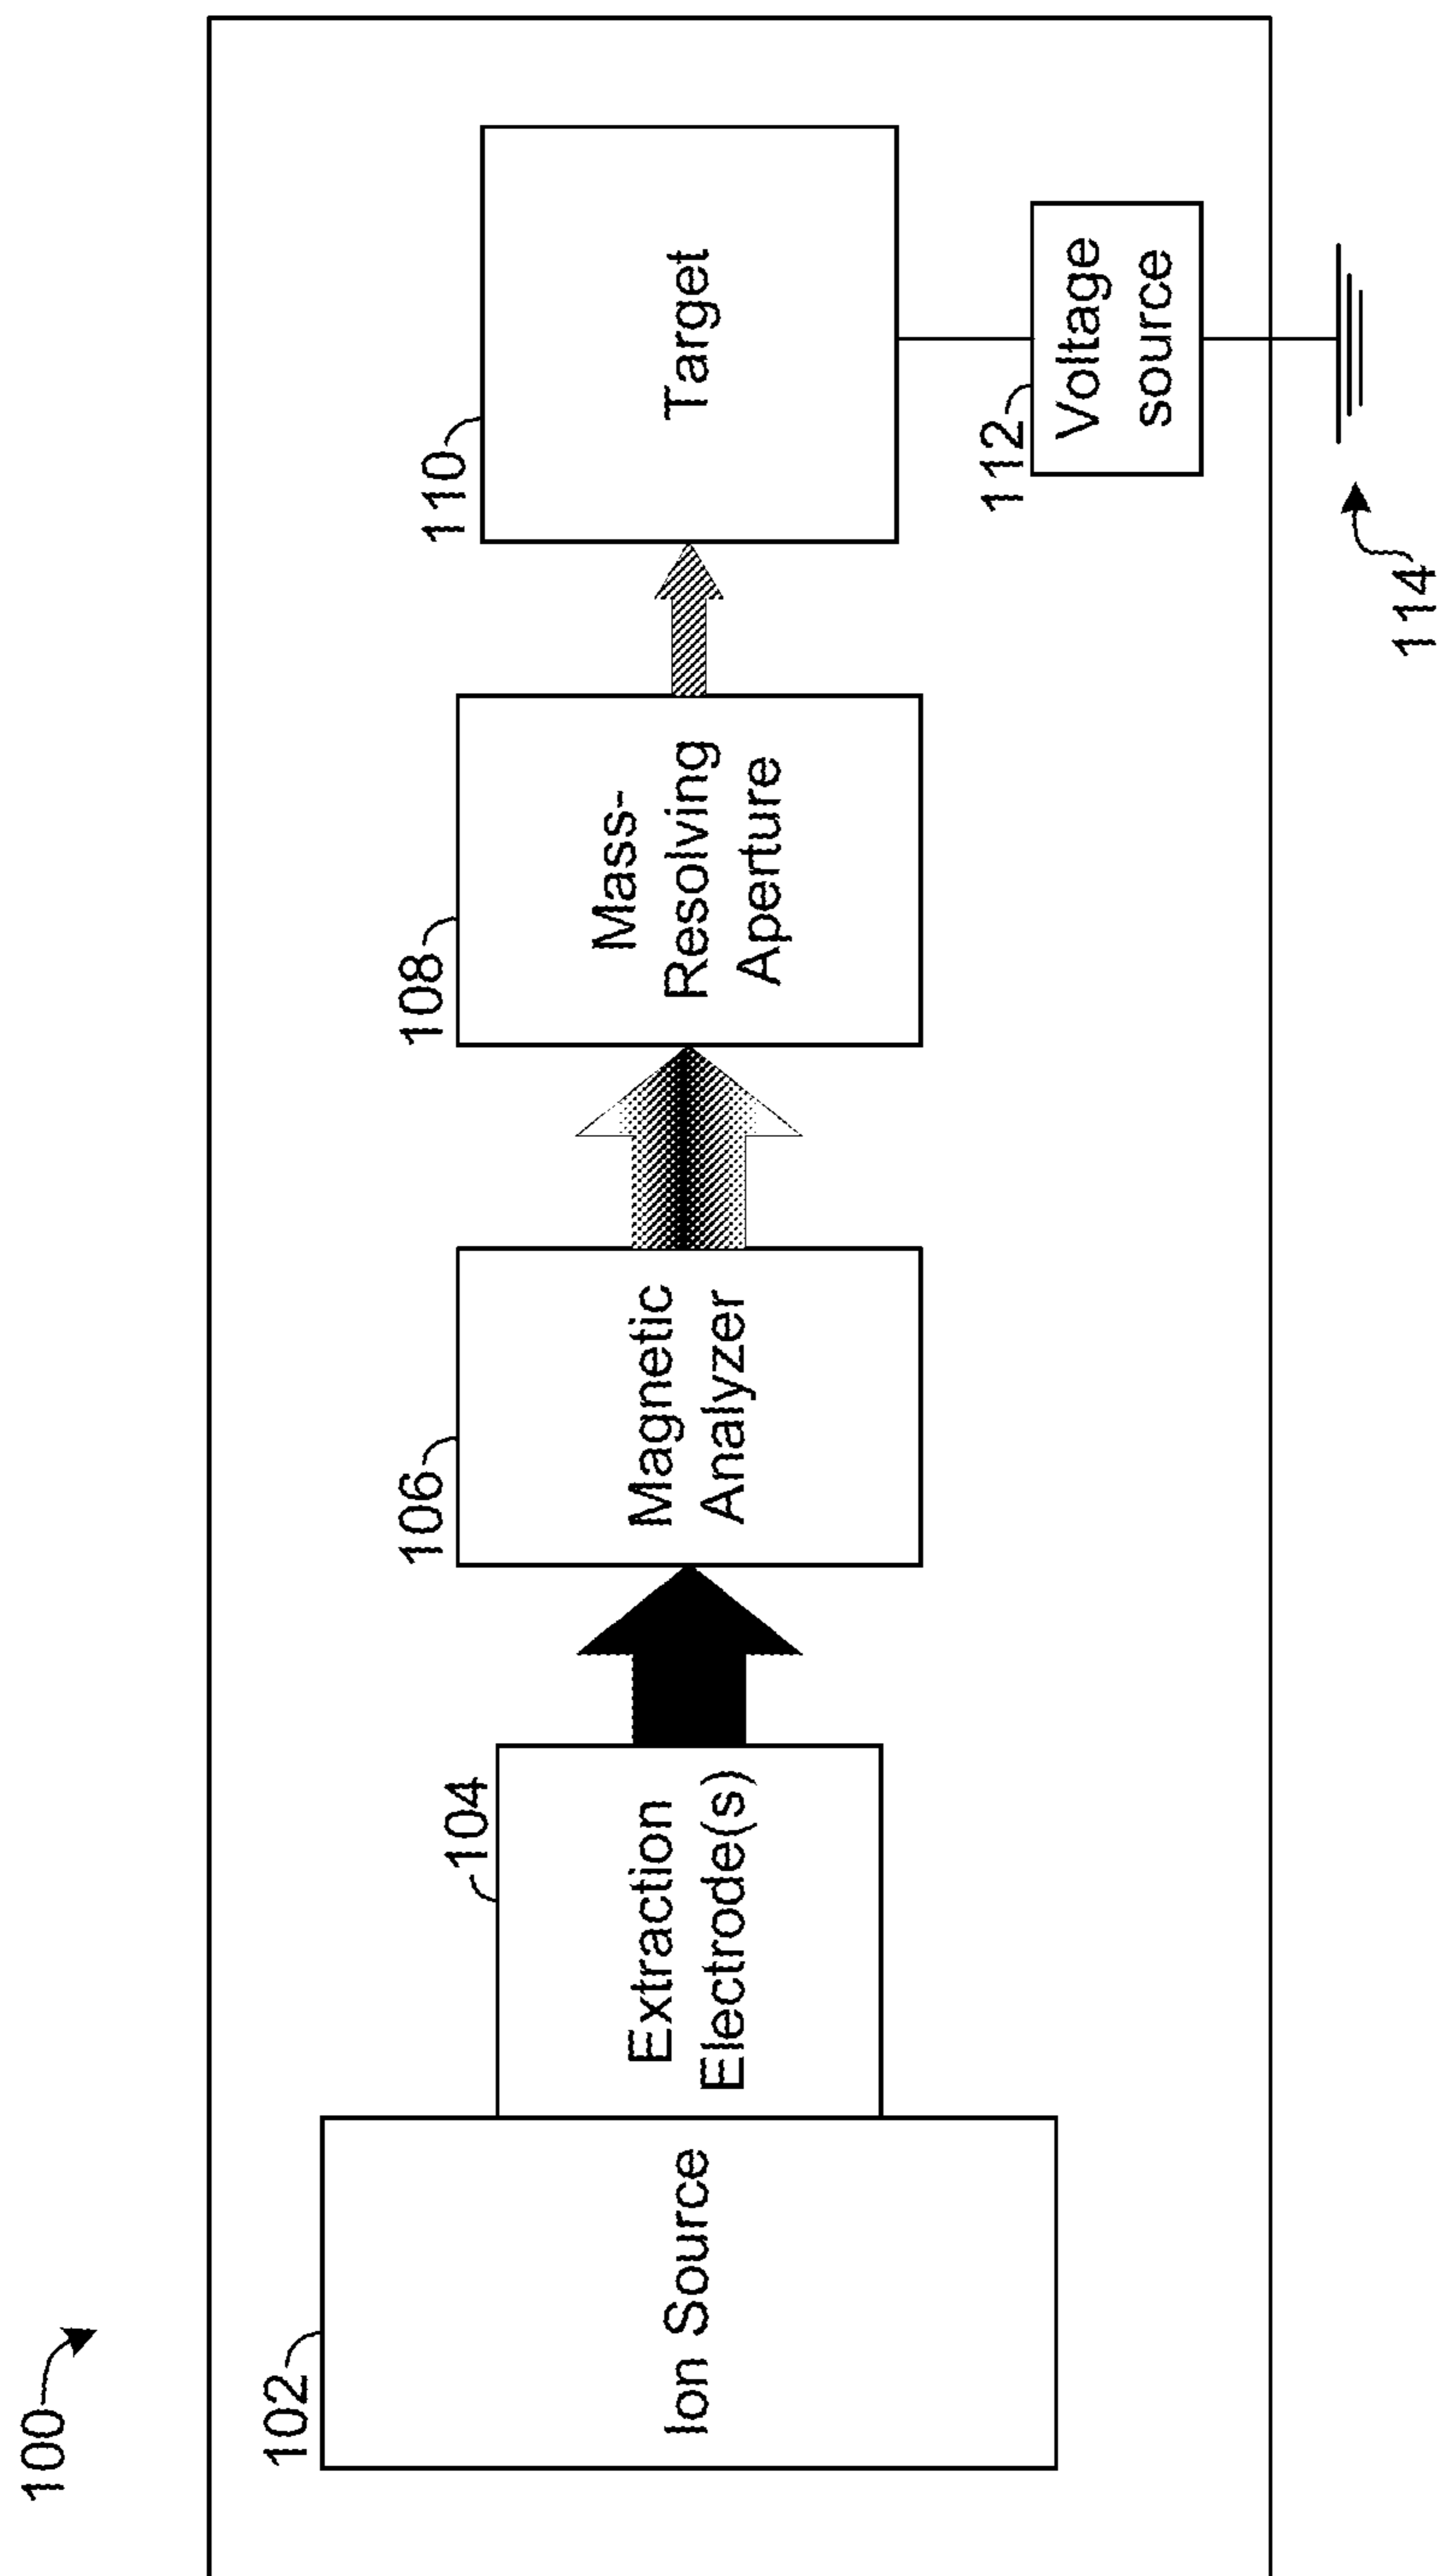 100
102
Ion Source
104
Extraction
Electrode(s)
106
Magnetic
Analyzer
108
Mass-
Resolving
Aperture
110
Target
112
Voltage
source
114